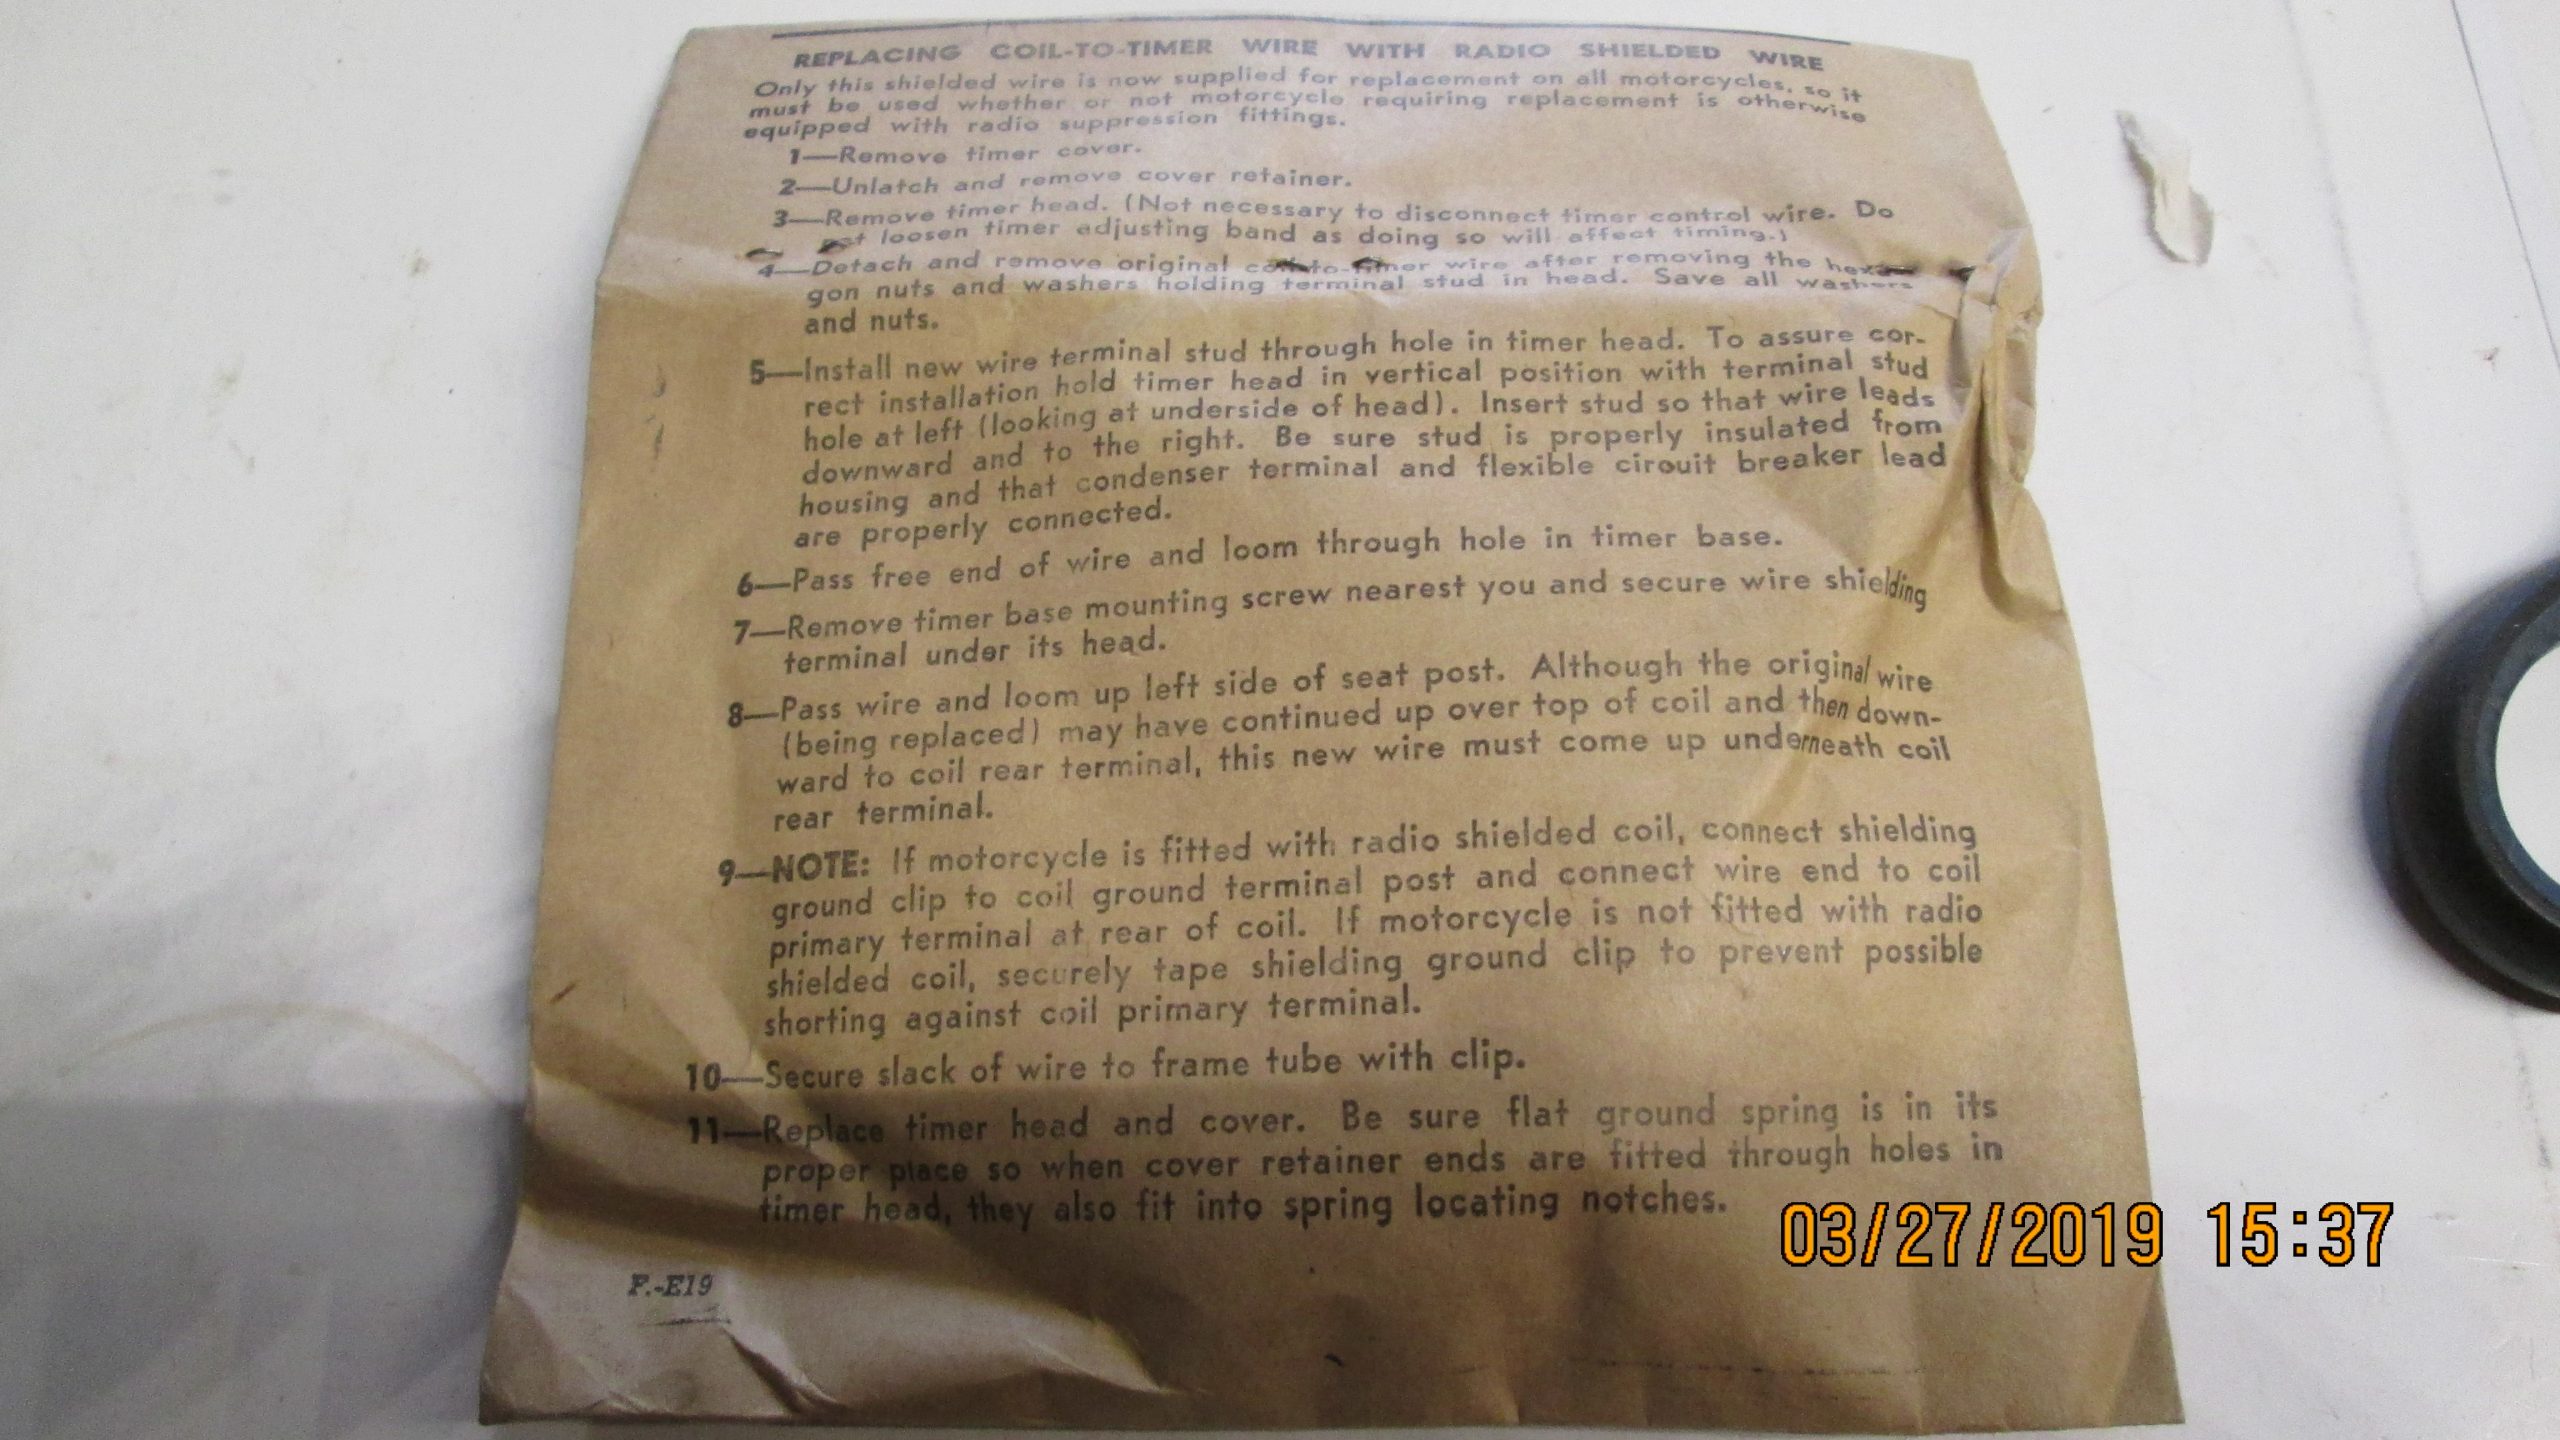 REPLACING COIL-TO-TIMER WIRE WITH RADIO SHIELDED WIRE
Only this shielded wire is now supplied for replacement on all motorcycles, so it
must be used whether or not motorcycle requiring replacement is otherwise
equipped with radio suppression fittings.
1—Remove timer cover.
2—Unlatch and remove cover retainer.
3—Remove timer head. (Not necessary to disconnect timer control wire. Do
not loosen timer adjusting band as doing so will affect timing.)
4—Detach and remove original coil-to-timer wire after removing the hexa-
gon nuts and washers holding terminal stud in head. Save all washers
and nuts.
5—Install new wire terminal stud through hole in timer head. To assure cor-
rect installation hold timer head in vertical position with terminal stud
hole at left (looking at underside of head). Insert stud so that wire leads
downward and to the right. Be sure stud is properly insulated from
housing and that condenser terminal and flexible circuit breaker lead
are properly connected.
6—Pass free end of wire and loom through hole in timer base.
7—Remove timer base mounting screw nearest you and secure wire shielding
terminal under its head.
8—Pass wire and loom up left side of seat post. Although the original wire
(being replaced) may have continued up over top of coil and then down-
ward to coil rear terminal, this new wire must come up underneath coil
rear terminal.
9—NOTE: If motorcycle is fitted with radio shielded coil, connect shielding
ground clip to coil ground terminal post and connect wire end to coil
primary terminal at rear of coil. If motorcycle is not fitted with radio
shielded coil, securely tape shielding ground clip to prevent possible
shorting against coil primary terminal.
10—Secure slack of wire to frame tube with clip.
11—Replace timer head and cover. Be sure flat ground spring is in its
proper place so when cover retainer ends are fitted through holes in
timer head, they also fit into spring locating notches.
F.-E19
03/27/2019 15:37